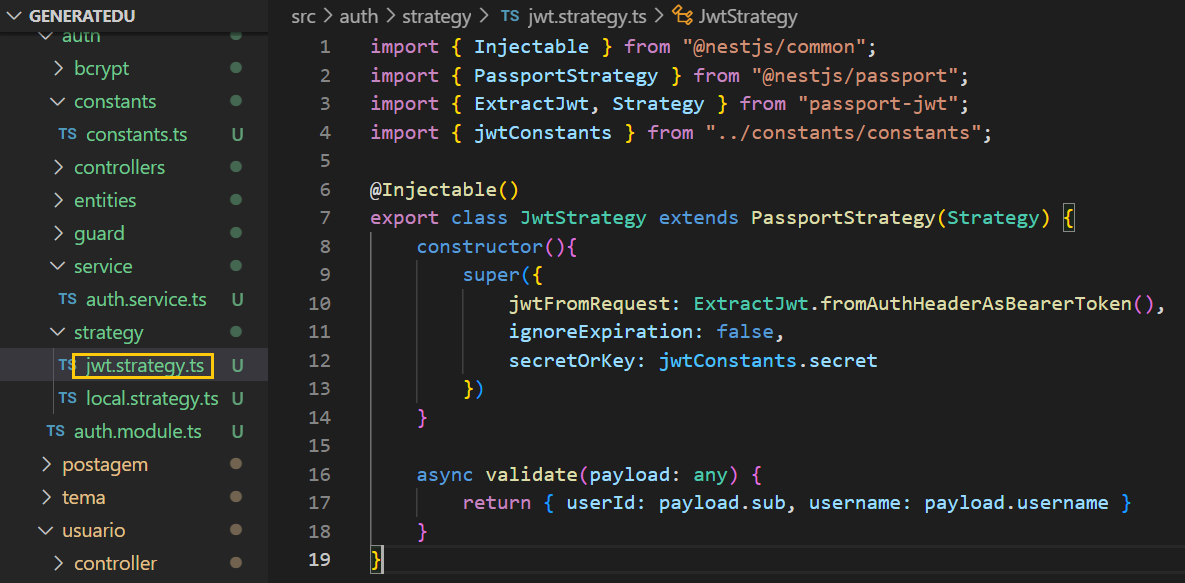 GENERATEDU
auth
bcrypt
constants
TS constants.ts U
controllers
entities
guard
service
TS auth.service.ts U
strategy
TS jwt.strategy.ts U
TS local.strategy.ts U
TS auth.module.ts U
postagem
tema
usuario
controller
src > auth > strategy > TS jwt.strategy.ts > JwtStrategy
1 import { Injectable } from "@nestjs/common";
2 import { PassportStrategy } from "@nestjs/passport";
3 import { ExtractJwt, Strategy } from "passport-jwt";
4 import { jwtConstants } from "../constants/constants";
5
6 @Injectable()
7 export class JwtStrategy extends PassportStrategy(Strategy) {
8 constructor(){
9 super({
10 jwtFromRequest: ExtractJwt.fromAuthHeaderAsBearerToken(),
11 ignoreExpiration: false,
12 secretOrKey: jwtConstants.secret
13 })
14 }
15
16 async validate(payload: any) {
17 return { userId: payload.sub, username: payload.username }
18 }
19 }